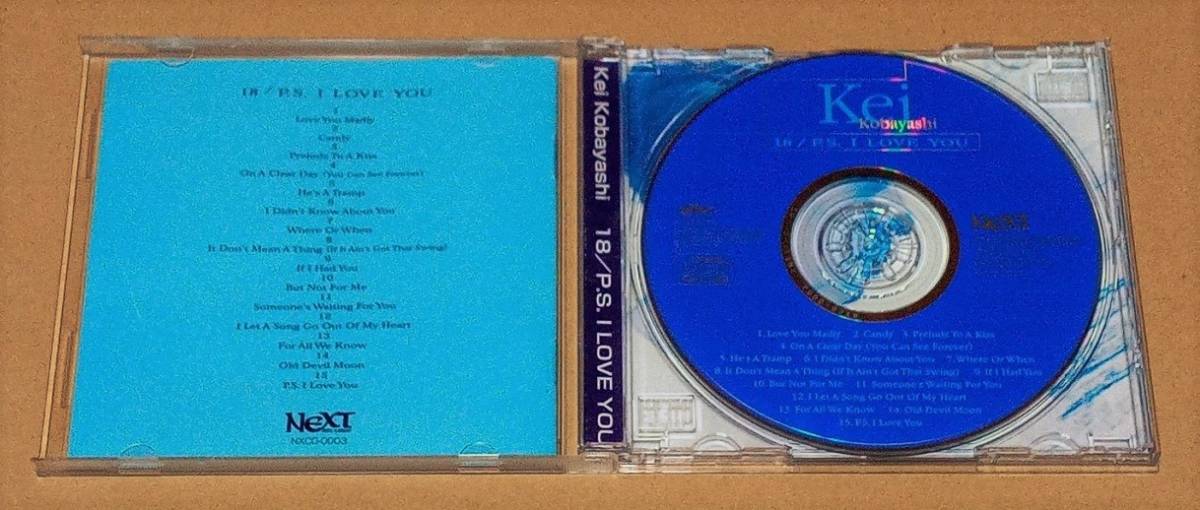 18/P.S. I LOVE YOU
1
Love You Madly
2
Candy
3
Prelude To A Kiss
4
On A Clear Day (You Can See Forever)
5
He's A Tramp
6
I Didn't Know About You
7
Where Or When
8
It Don't Mean A Thing (If It Ain't Got That Swing)
9
If I Had You
10
But Not For Me
11
Someone's Waiting For You
12
I Let A Song Go Out Of My Heart
13
For All We Know
14
Old Devil Moon
15
P.S. I Love You
NeXT
NXCG-0003
Kei Kobayashi 18/P.S. I LOVE YOU
Kei
Kobayashi
18/P.S. I LOVE YOU
1. Love You Madly 2. Candy 3. Prelude To A Kiss
4. On A Clear Day (You Can See Forever)
5. He's A Tramp 6. I Didn't Know About You 7. Where Or When
8. It Don't Mean A Thing (If It Ain't Got That Swing) 9. If I Had You
10. But Not For Me 11. Someone's Waiting For You
12. I Let A Song Go Out Of My Heart
13. For All We Know 14. Old Devil Moon
15. P.S. I Love You